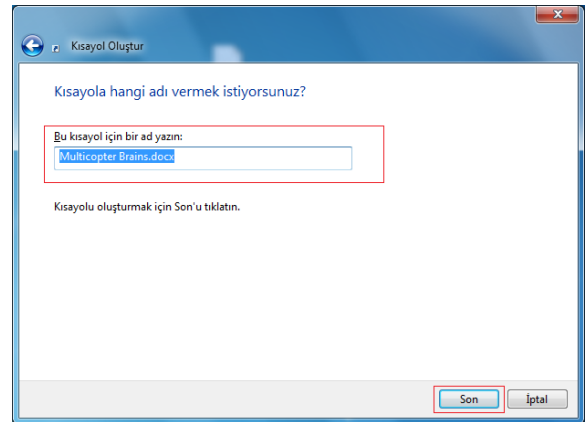 Kısayol Oluştur
Kısayola hangi adı vermek istiyorsunuz?
Bu kısayol için bir ad yazın:
Multicopter Brains.docx
Kısayolu oluşturmak için Son'u tıklatın.
Son
İptal